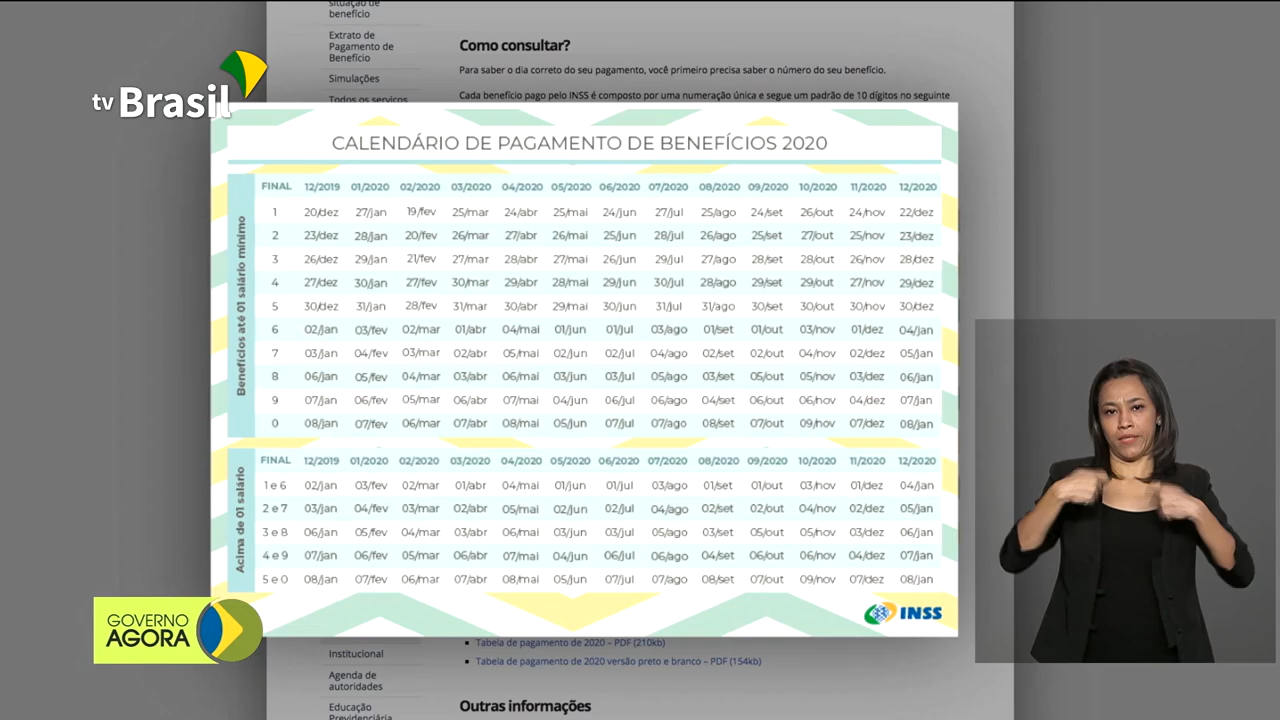 situação de
benefício
Extrato de
Pagamento de
Benefício
Simulações
Todos os serviços
Como consultar?
Para saber o dia correto do seu pagamento, você primeiro precisa saber o número do seu benefício.
Cada benefício pago pelo INSS é composto por uma numeração única e segue um padrão de 10 dígitos no seguinte
tv Brasil
CALENDÁRIO DE PAGAMENTO DE BENEFÍCIOS 2020
Benefícios até 01 salário mínimo
FINAL 12/2019 01/2020 02/2020 03/2020 04/2020 05/2020 06/2020 07/2020 08/2020 09/2020 10/2020 11/2020 12/2020
1 20/dez 27/jan 19/fev 25/mar 24/abr 25/mai 24/jun 27/jul 25/ago 24/set 26/out 24/nov 22/dez
2 23/dez 28/jan 20/fev 26/mar 27/abr 26/mai 25/jun 28/jul 26/ago 25/set 27/out 25/nov 23/dez
3 26/dez 29/jan 21/fev 27/mar 28/abr 27/mai 26/jun 29/jul 27/ago 28/set 28/out 26/nov 28/dez
4 27/dez 30/jan 27/fev 30/mar 29/abr 28/mai 29/jun 30/jul 28/ago 29/set 29/out 27/nov 29/dez
5 30/dez 31/jan 28/fev 31/mar 30/abr 29/mai 30/jun 31/jul 31/ago 30/set 30/out 30/nov 30/dez
6 02/jan 03/fev 02/mar 01/abr 04/mai 01/jun 01/jul 03/ago 01/set 01/out 03/nov 01/dez 04/jan
7 03/jan 04/fev 03/mar 02/abr 05/mai 02/jun 02/jul 04/ago 02/set 02/out 04/nov 02/dez 05/jan
8 06/jan 05/fev 04/mar 03/abr 06/mai 03/jun 03/jul 05/ago 03/set 05/out 05/nov 03/dez 06/jan
9 07/jan 06/fev 05/mar 06/abr 07/mai 04/jun 06/jul 06/ago 04/set 06/out 06/nov 04/dez 07/jan
0 08/jan 07/fev 06/mar 07/abr 08/mai 05/jun 07/jul 07/ago 08/set 07/out 09/nov 07/dez 08/jan
Acima de 01 salário
FINAL 12/2019 01/2020 02/2020 03/2020 04/2020 05/2020 06/2020 07/2020 08/2020 09/2020 10/2020 11/2020 12/2020
1 e 6 02/jan 03/fev 02/mar 01/abr 04/mai 01/jun 01/jul 03/ago 01/set 01/out 03/nov 01/dez 04/jan
2 e 7 03/jan 04/fev 03/mar 02/abr 05/mai 02/jun 02/jul 04/ago 02/set 02/out 04/nov 02/dez 05/jan
3 e 8 06/jan 05/fev 04/mar 03/abr 06/mai 03/jun 03/jul 05/ago 03/set 05/out 05/nov 03/dez 06/jan
4 e 9 07/jan 06/fev 05/mar 06/abr 07/mai 04/jun 06/jul 06/ago 04/set 06/out 06/nov 04/dez 07/jan
5 e 0 08/jan 07/fev 06/mar 07/abr 08/mai 05/jun 07/jul 07/ago 08/set 07/out 09/nov 07/dez 08/jan
INSS
GOVERNO
AGORA
Tabela de pagamento de 2020 – PDF (210kb)
Tabela de pagamento de 2020 versão preto e branco – PDF (154kb)
Institucional
Agenda de
autoridades
Educação
Previdenciária
Outras informações